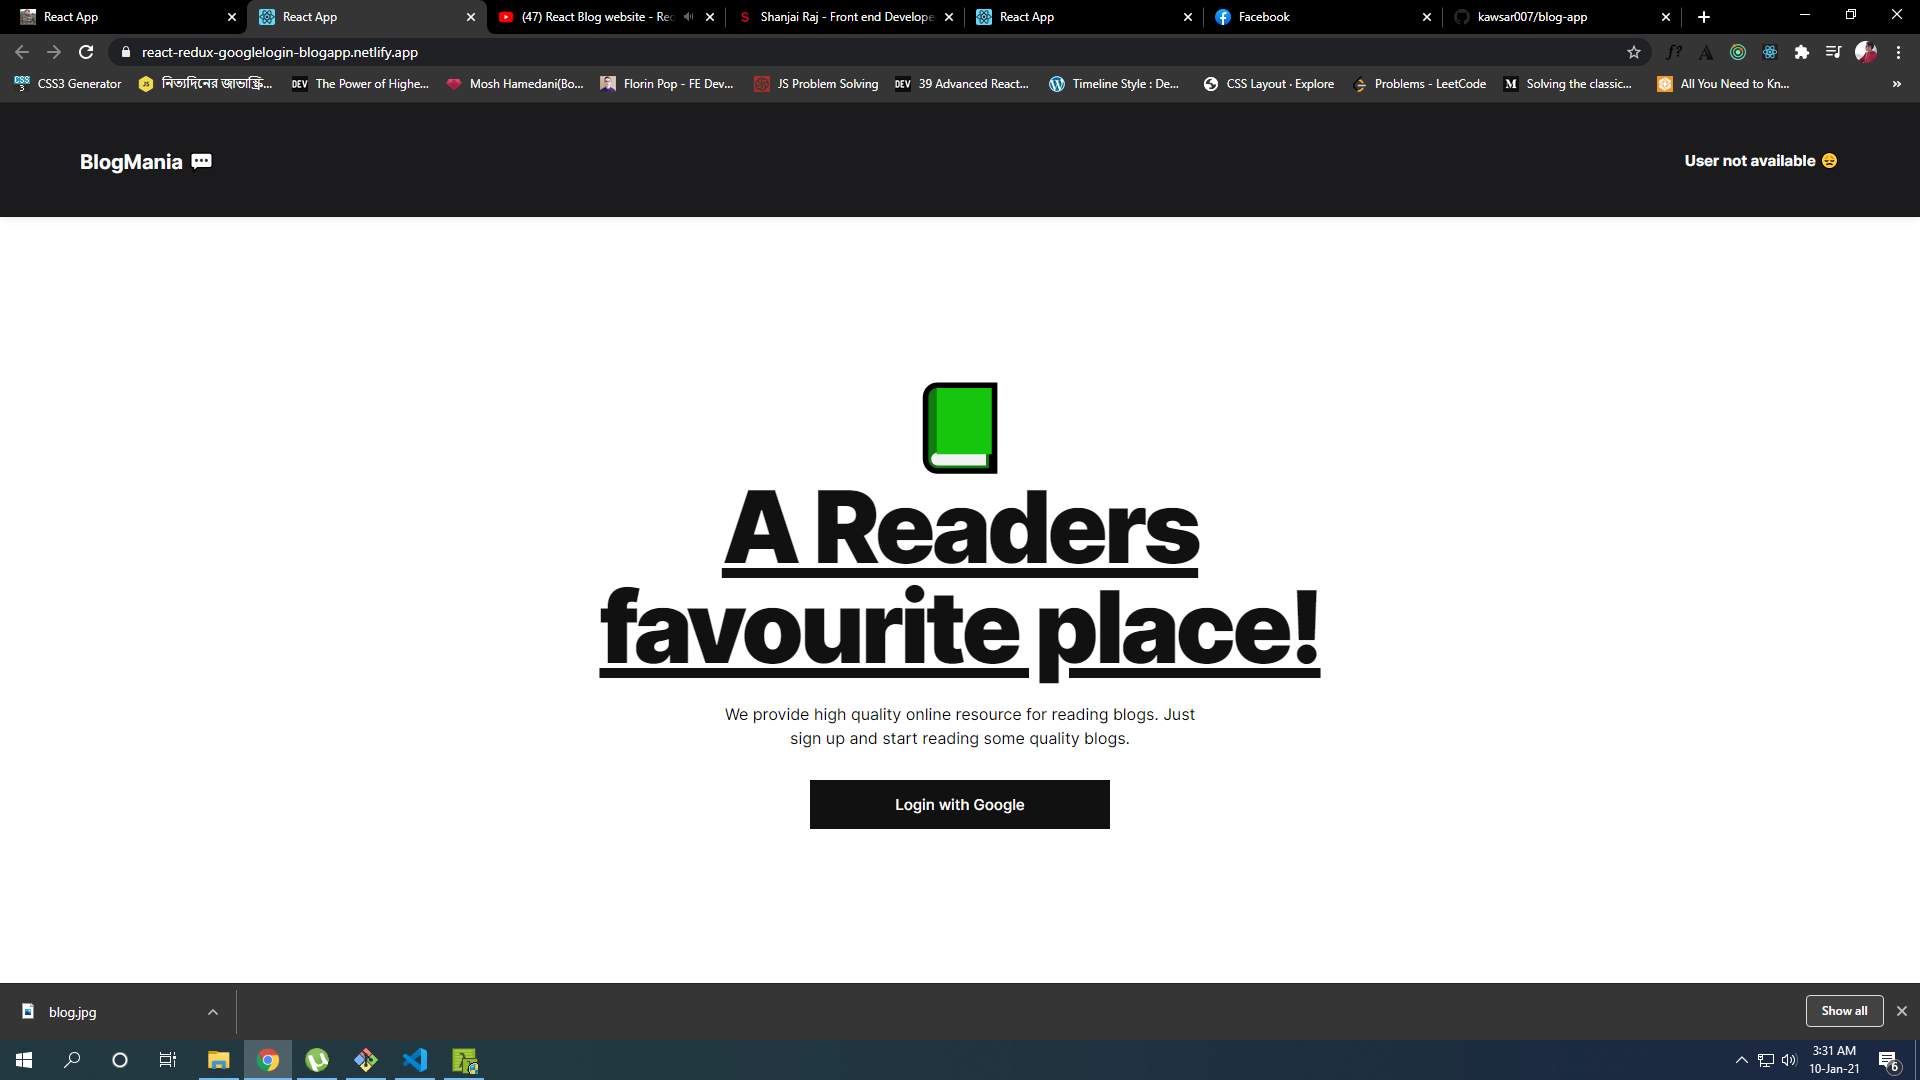 React App
React App
(47) React Blog website - Rec
Shanjai Raj - Front end Develope
React App
Facebook
kawsar007/blog-app
react-redux-googlelogin-blogapp.netlify.app
CSS3 Generator
নিত্যদিনের জাভাস্ক্রি...
The Power of Highe...
Mosh Hamedani(Bo...
Florin Pop - FE Dev...
JS Problem Solving
39 Advanced React...
Timeline Style : De...
CSS Layout · Explore
Problems - LeetCode
Solving the classic...
All You Need to Kn...
BlogMania
User not available
A Readers
favourite place!
We provide high quality online resource for reading blogs. Just
sign up and start reading some quality blogs.
Login with Google
blog.jpg
Show all
3:31 AM
10-Jan-21
6